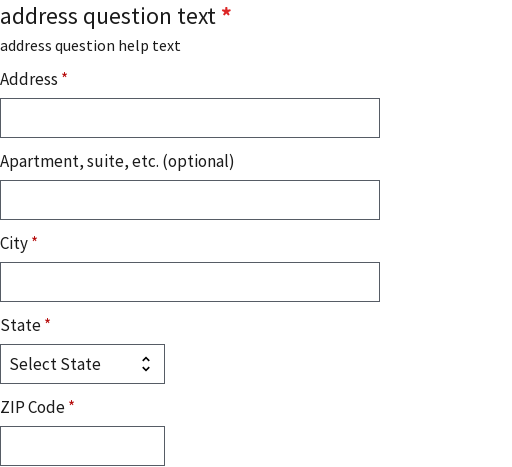 address question text *
address question help text
Address *
Apartment, suite, etc. (optional)
City *
State *
Select State
ZIP Code *